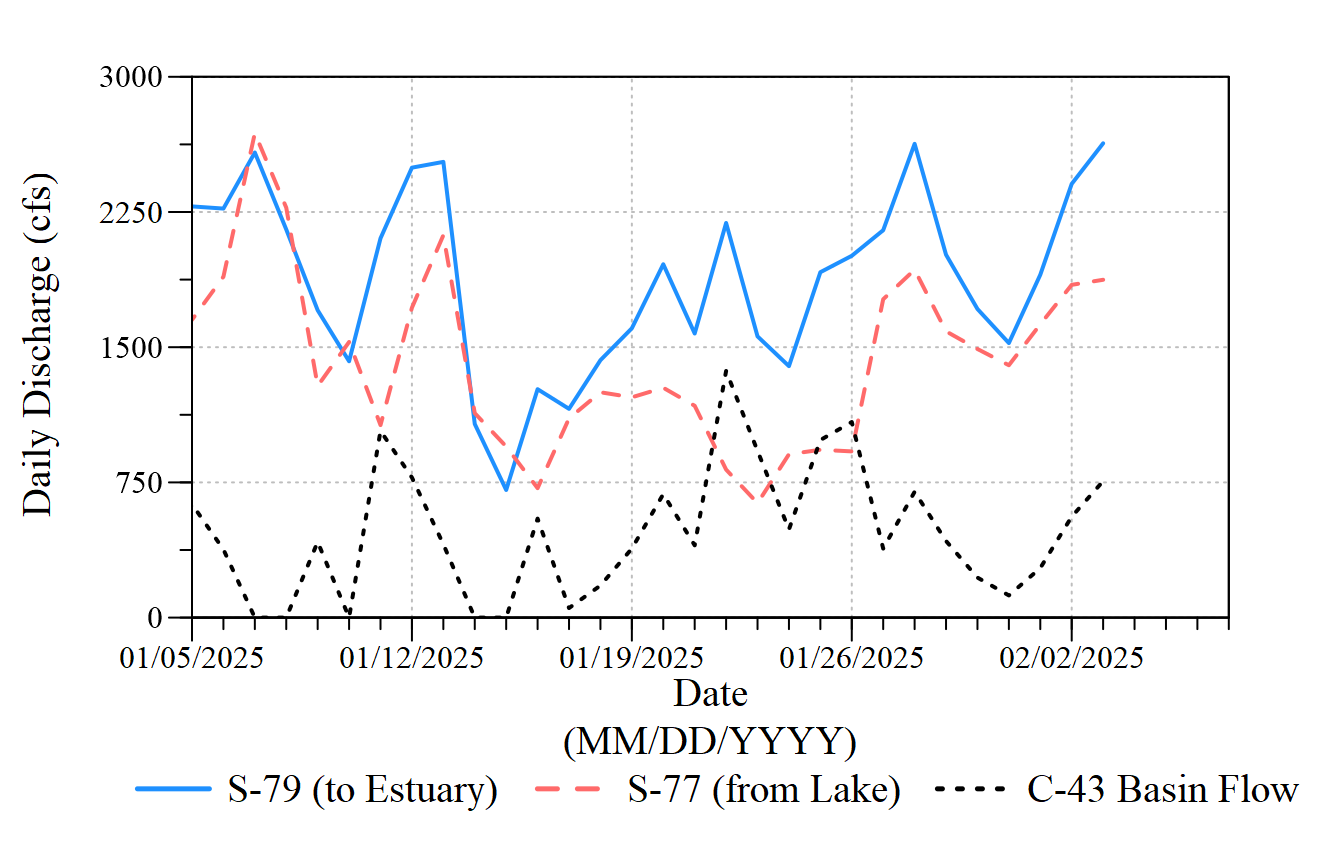 3000
2250
1500
750
0
Daily Discharge (cfs)
01/05/2025 01/12/2025 01/19/2025 01/26/2025 02/02/2025
Date
(MM/DD/YYYY)
S-79 (to Estuary) S-77 (from Lake) C-43 Basin Flow